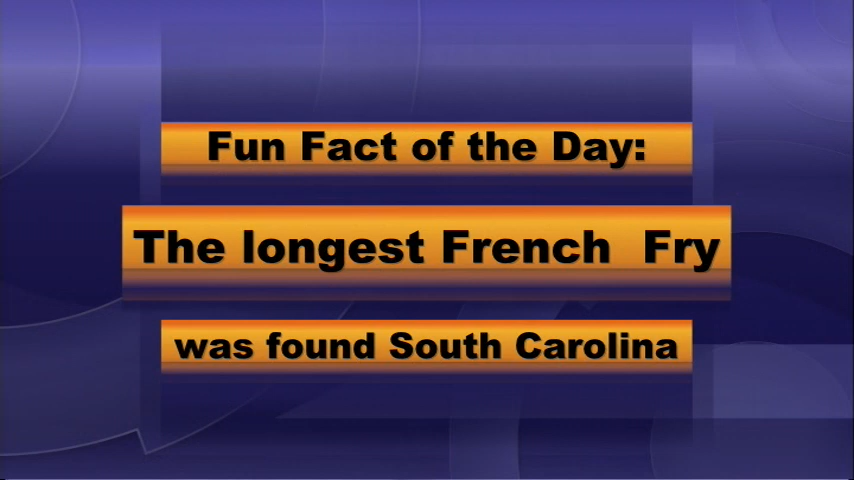 Fun Fact of the Day:
The longest French  Fry
was found South Carolina